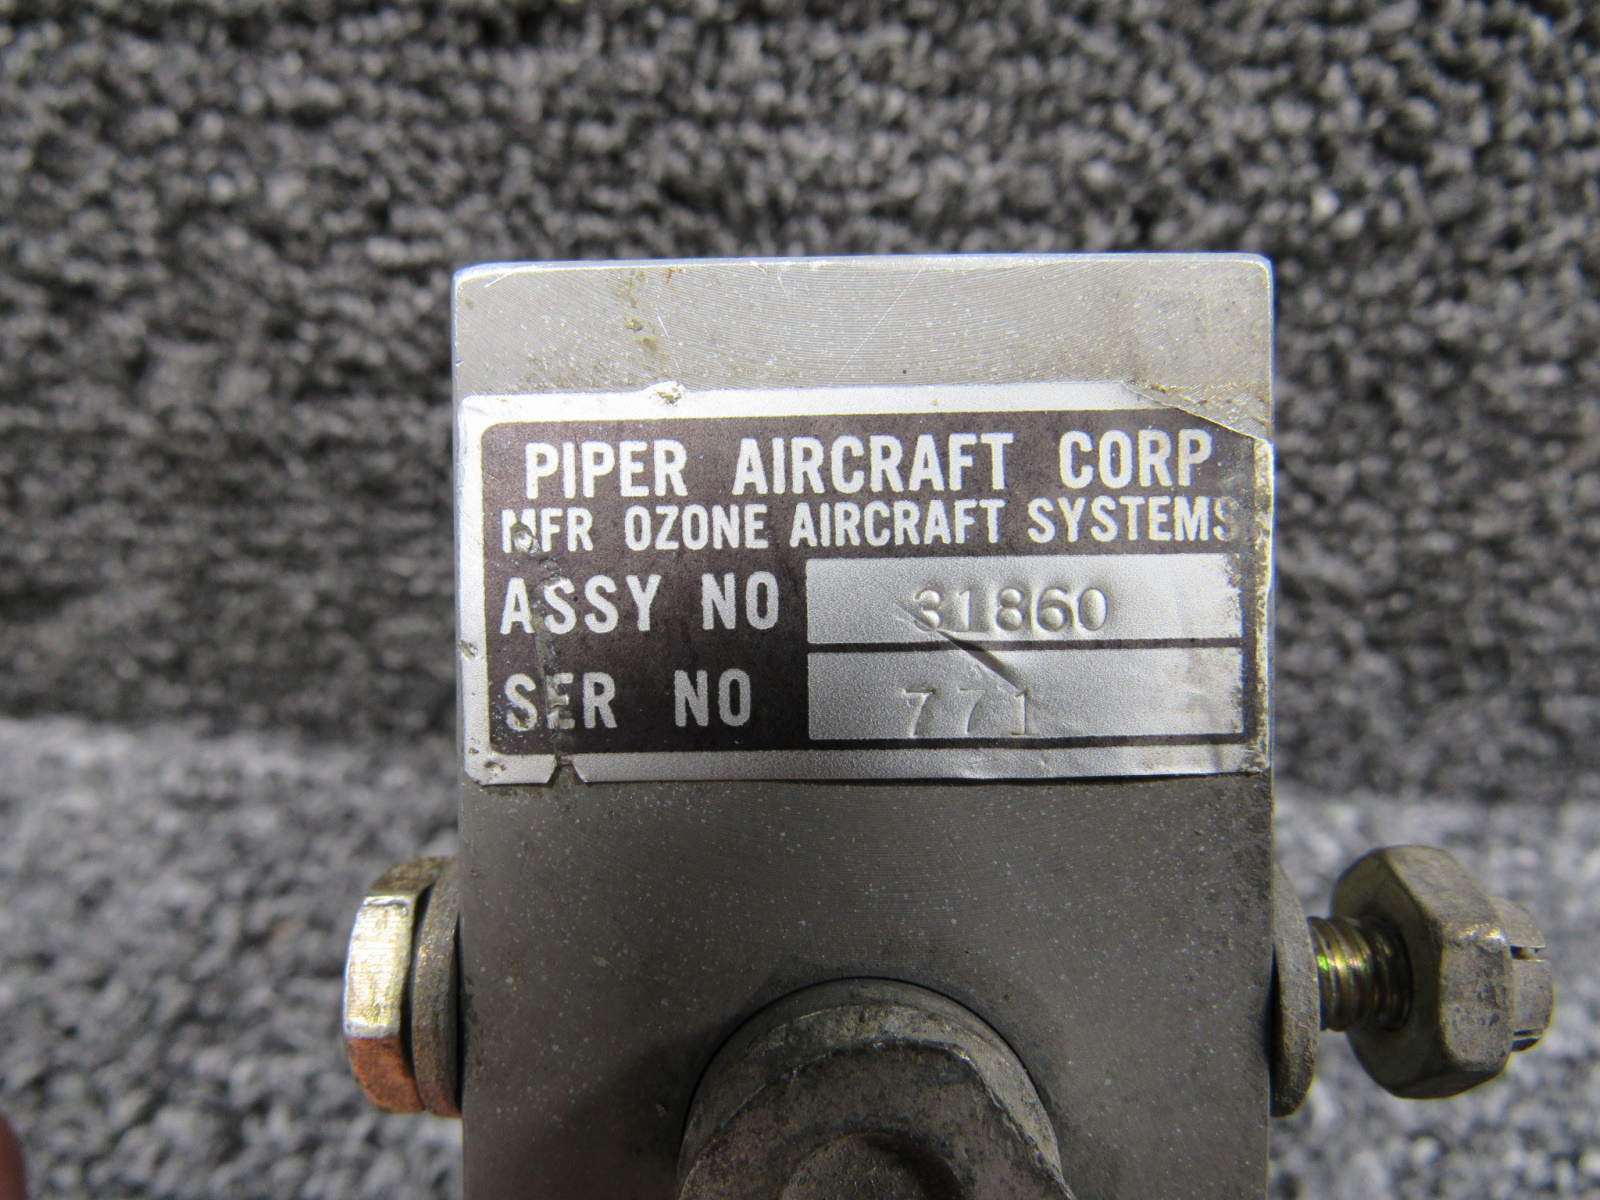 PIPER AIRCRAFT CORP
MFR OZONE AIRCRAFT SYSTEMS
ASSY NO 31860
SER NO 771